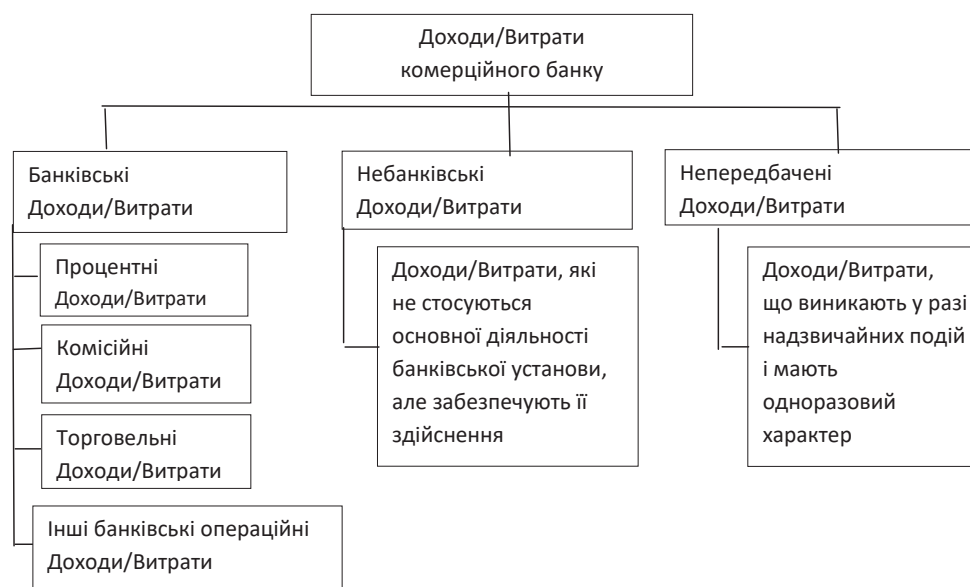 Доходи/Витрати
комерційного банку
Банківські
Доходи/Витрати
Процентні
Доходи/Витрати
Комісійні
Доходи/Витрати
Торговельні
Доходи/Витрати
Інші банківські операційні
Доходи/Витрати
Небанківські
Доходи/Витрати
Доходи/Витрати, які
не стосуються
основної діяльності
банківської установи,
але забезпечують її
здійснення
Непередбачені
Доходи/Витрати
Доходи/Витрати,
що виникають у разі
надзвичайних подій
і мають
одноразовий
характер